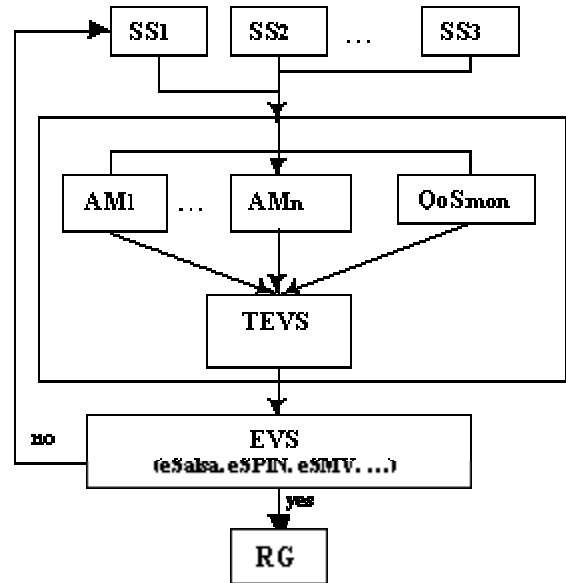 SS1 SS2 ... SS3
AM1 ... AMn QoSmon
TEVS
no
EVS
(eSalsa, eSPIN, eSMV, ...)
yes
RG